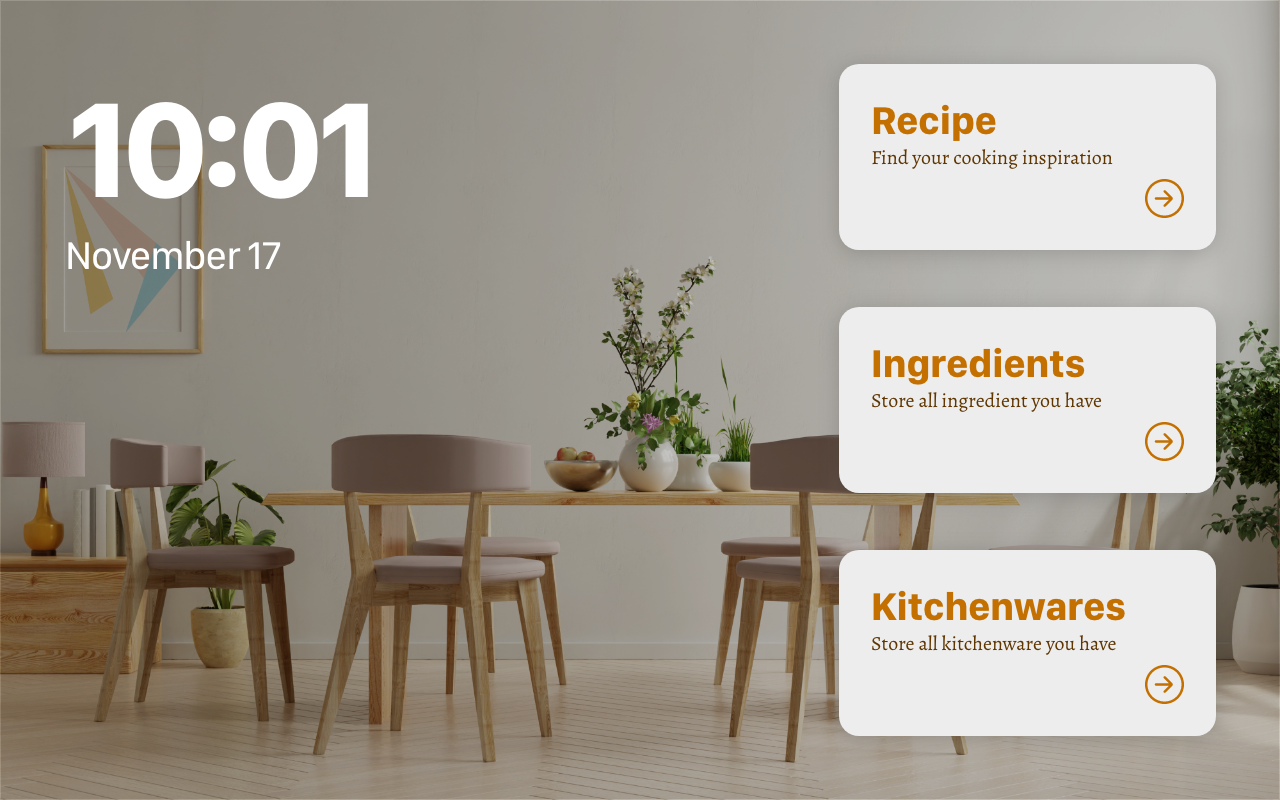 10:01
November 17
Recipe
Find your cooking inspiration
Ingredients
Store all ingredient you have
Kitchenwares
Store all kitchenware you have